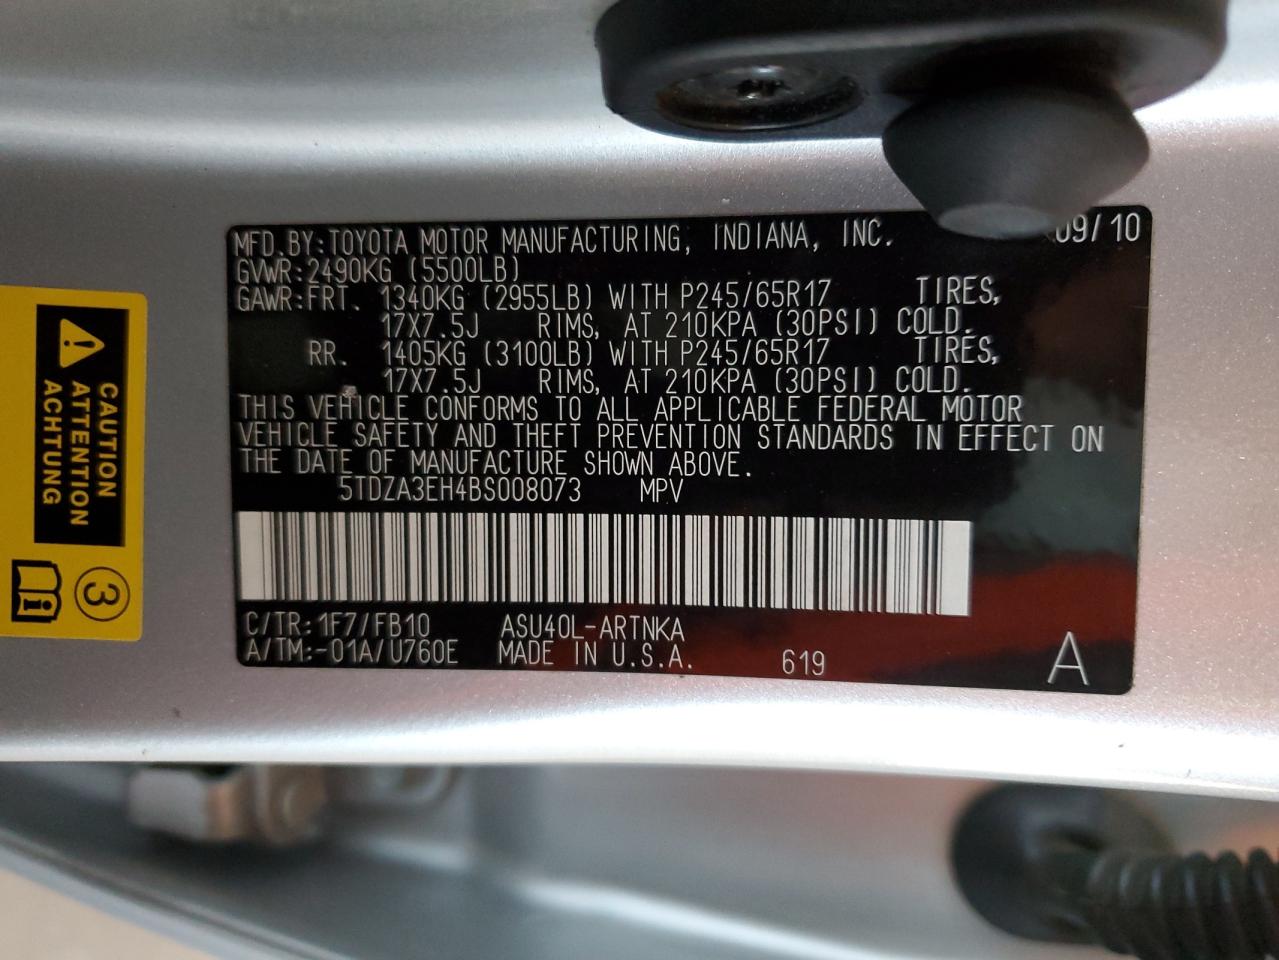 MFD.BY:TOYOTA MOTOR MANUFACTURING, INDIANA, INC. 09/10
GVWR:2490KG (5500LB)
GAWR:FRT. 1340KG (2955LB) WITH P245/65R17 TIRES,
17X7.5J RIMS, AT 210KPA (30PSI) COLD.
RR. 1405KG (3100LB) WITH P245/65R17 TIRES,
17X7.5J RIMS, AT 210KPA (30PSI) COLD.
THIS VEHICLE CONFORMS TO ALL APPLICABLE FEDERAL MOTOR
VEHICLE SAFETY AND THEFT PREVENTION STANDARDS IN EFFECT ON
THE DATE OF MANUFACTURE SHOWN ABOVE.
5TDZA3EH4BS008073 MPV
C/TR:1F7/FB10 ASU40L-ARTNKA
A/TM:-01A/U760E MADE IN U.S.A. 619 A
CAUTION
ATTENTION
ACHTUNG
3